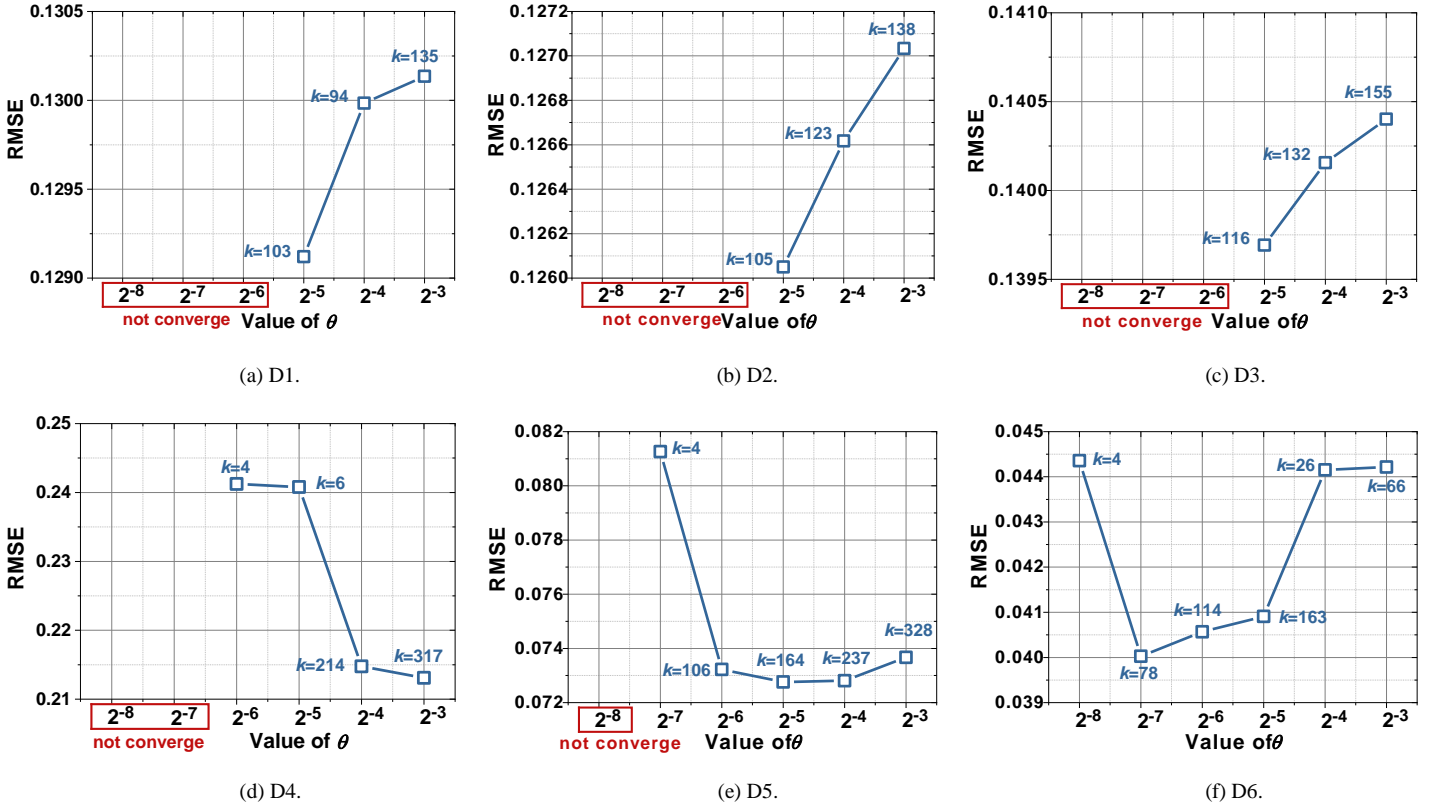 0.1305
0.1300
0.1295
0.1290
RMSE
k=135
k=94
k=103
2-8 2-7 2-6 2-5 2-4 2-3
not converge Value of θ
(a) D1.
0.1272
0.1270
0.1268
0.1266
0.1264
0.1262
0.1260
RMSE
k=138
k=123
k=105
2-8 2-7 2-6 2-5 2-4 2-3
not converge Value ofθ
(b) D2.
0.1410
0.1405
0.1400
0.1395
RMSE
k=155
k=132
k=116
2-8 2-7 2-6 2-5 2-4 2-3
not converge Value ofθ
(c) D3.
0.25
0.24
0.23
0.22
0.21
RMSE
k=4
k=6
k=214
k=317
2-8 2-7 2-6 2-5 2-4 2-3
not converge Value of θ
(d) D4.
0.082
0.080
0.078
0.076
0.074
0.072
RMSE
k=4
k=106
k=164
k=237
k=328
2-8 2-7 2-6 2-5 2-4 2-3
not converge Value ofθ
(e) D5.
0.045
0.044
0.043
0.042
0.041
0.040
0.039
RMSE
k=4
k=78
k=114
k=163
k=26
k=66
2-8 2-7 2-6 2-5 2-4 2-3
Value ofθ
(f) D6.